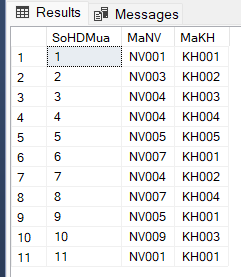 Results Messages
SoHDMua MaNV MaKH
1 1 NV001 KH001
2 2 NV003 KH002
3 3 NV004 KH003
4 4 NV004 KH004
5 5 NV005 KH005
6 6 NV007 KH001
7 7 NV004 KH002
8 8 NV007 KH004
9 9 NV005 KH001
10 10 NV009 KH003
11 11 NV001 KH001